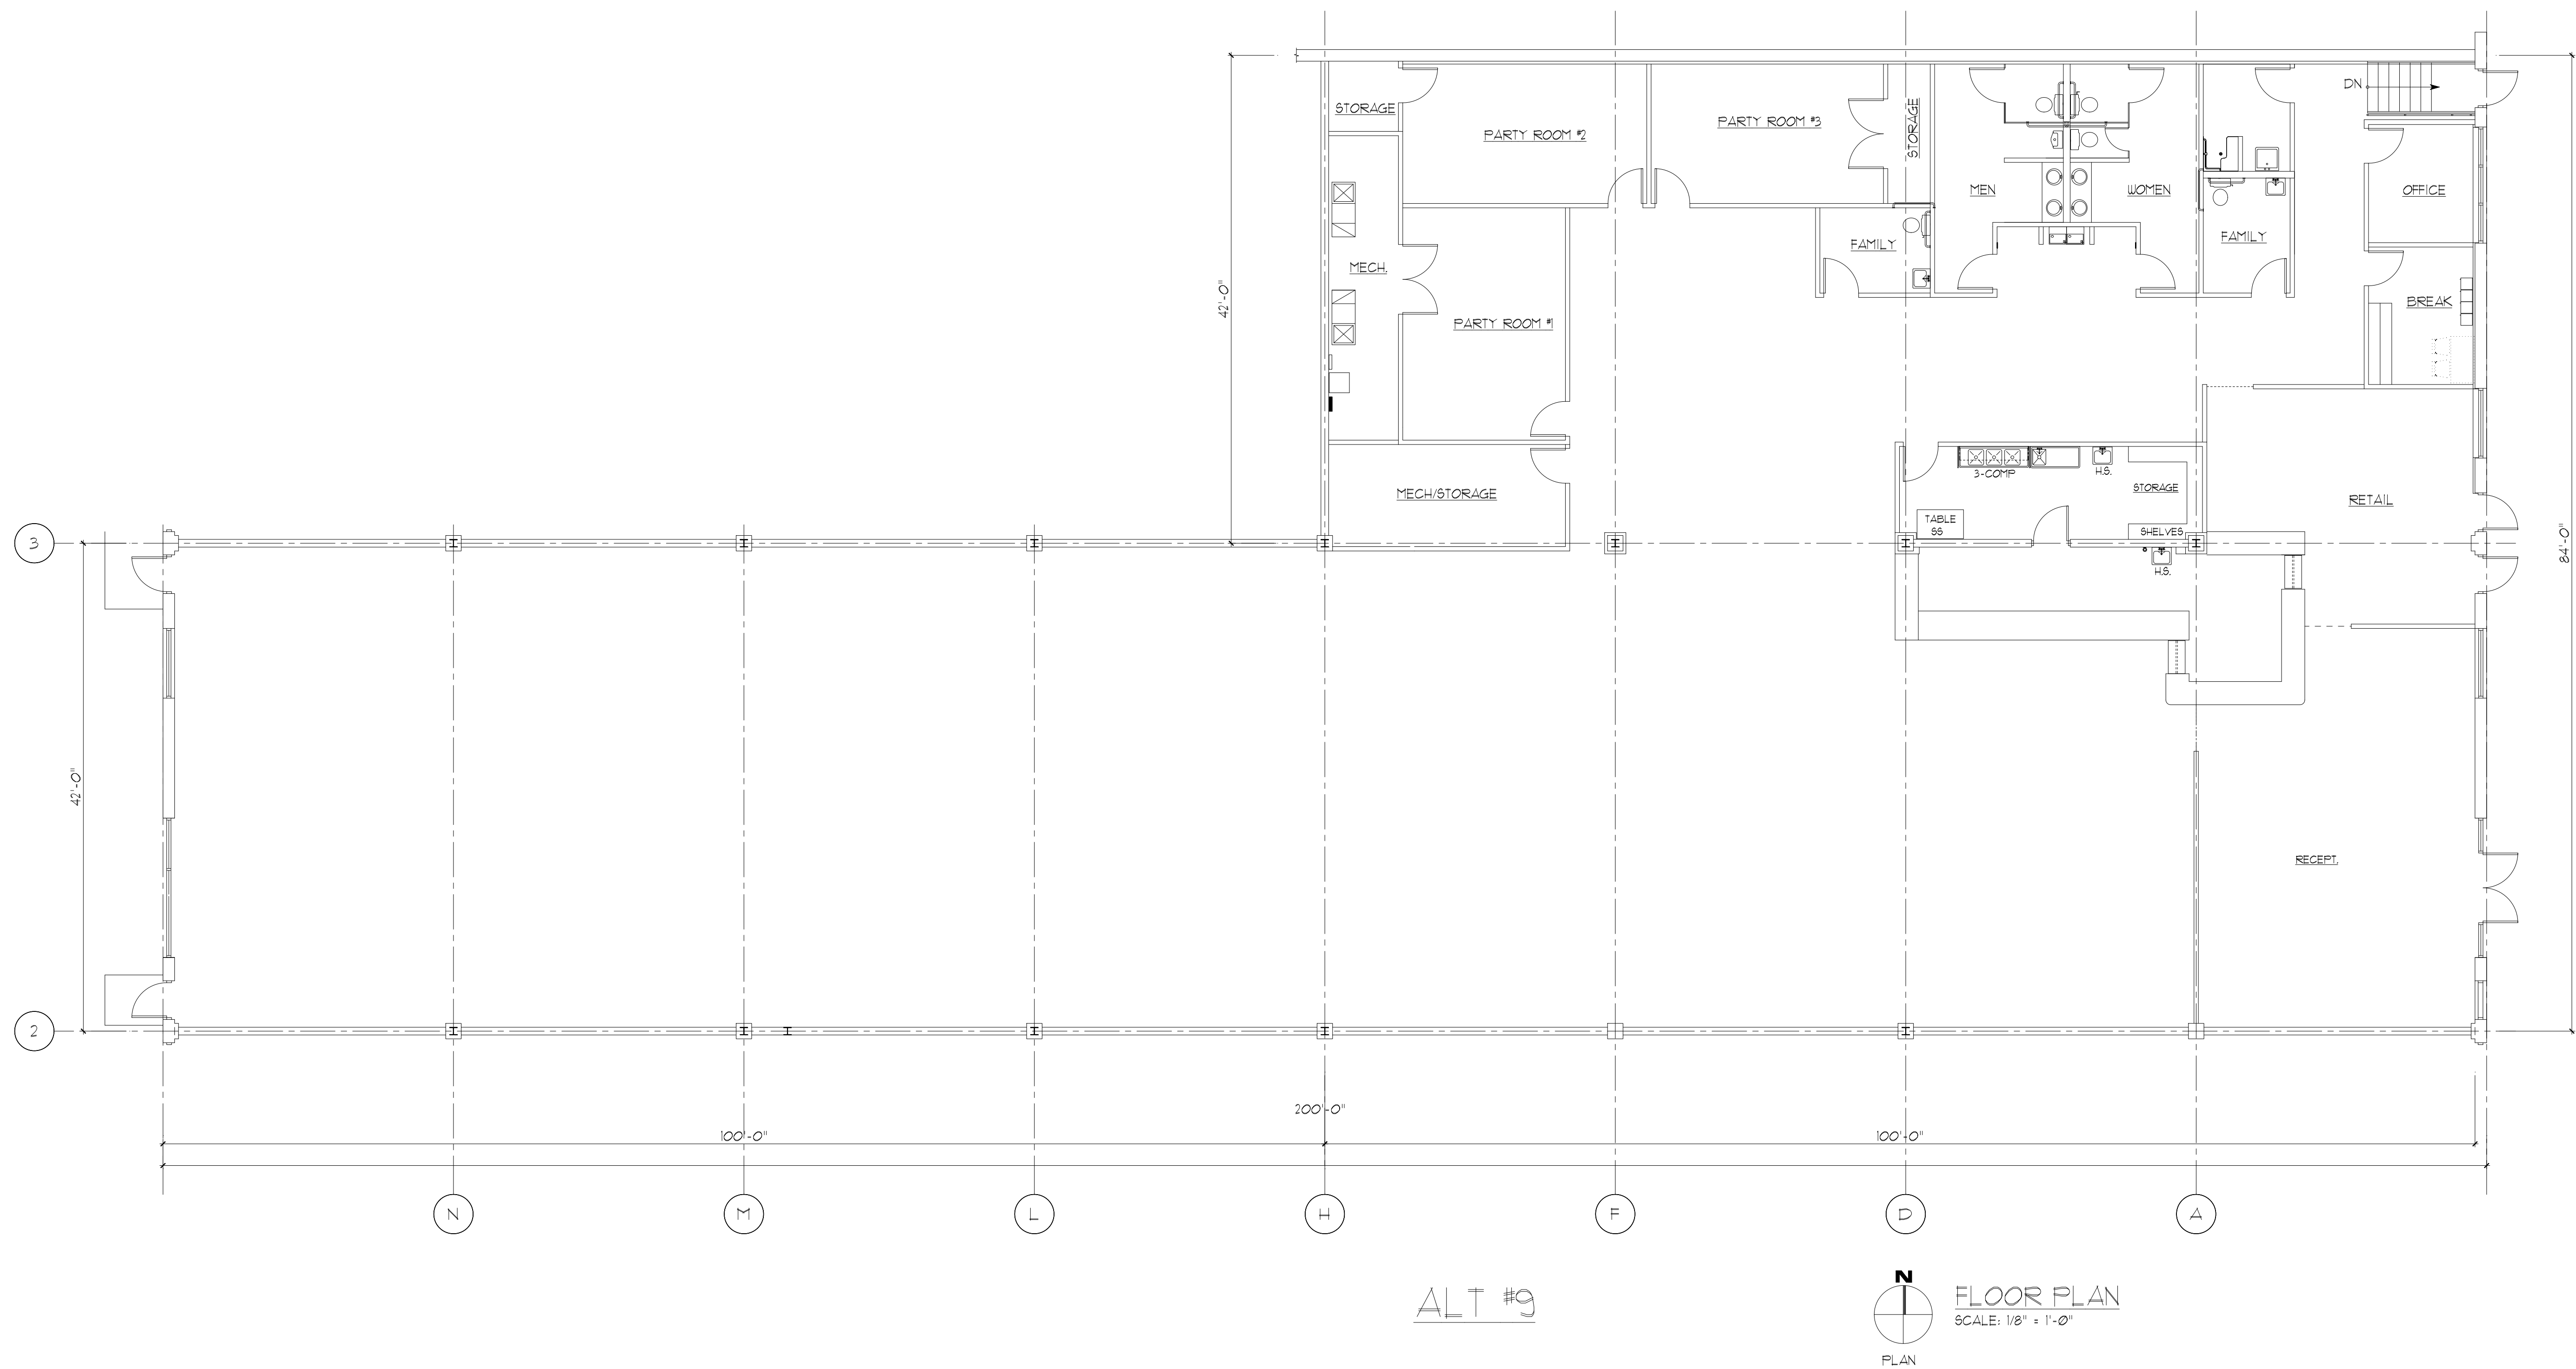 DN
STORAGE
PARTY ROOM #2
PARTY ROOM #3
STORAGE
MEN
WOMEN
OFFICE
FAMILY
FAMILY
MECH.
42'-0"
PARTY ROOM #1
BREAK
3-COMP
H.S.
MECH/STORAGE
STORAGE
RETAIL
TABLE
SS
SHELVES
3
84'-0"
H.S.
42'-0"
RECEPT.
2
200'-0"
100'-0"
100'-0"
N
M
L
H
F
D
A
ALT #9
N
FLOOR PLAN
SCALE: 1/8" = 1'-0"
PLAN